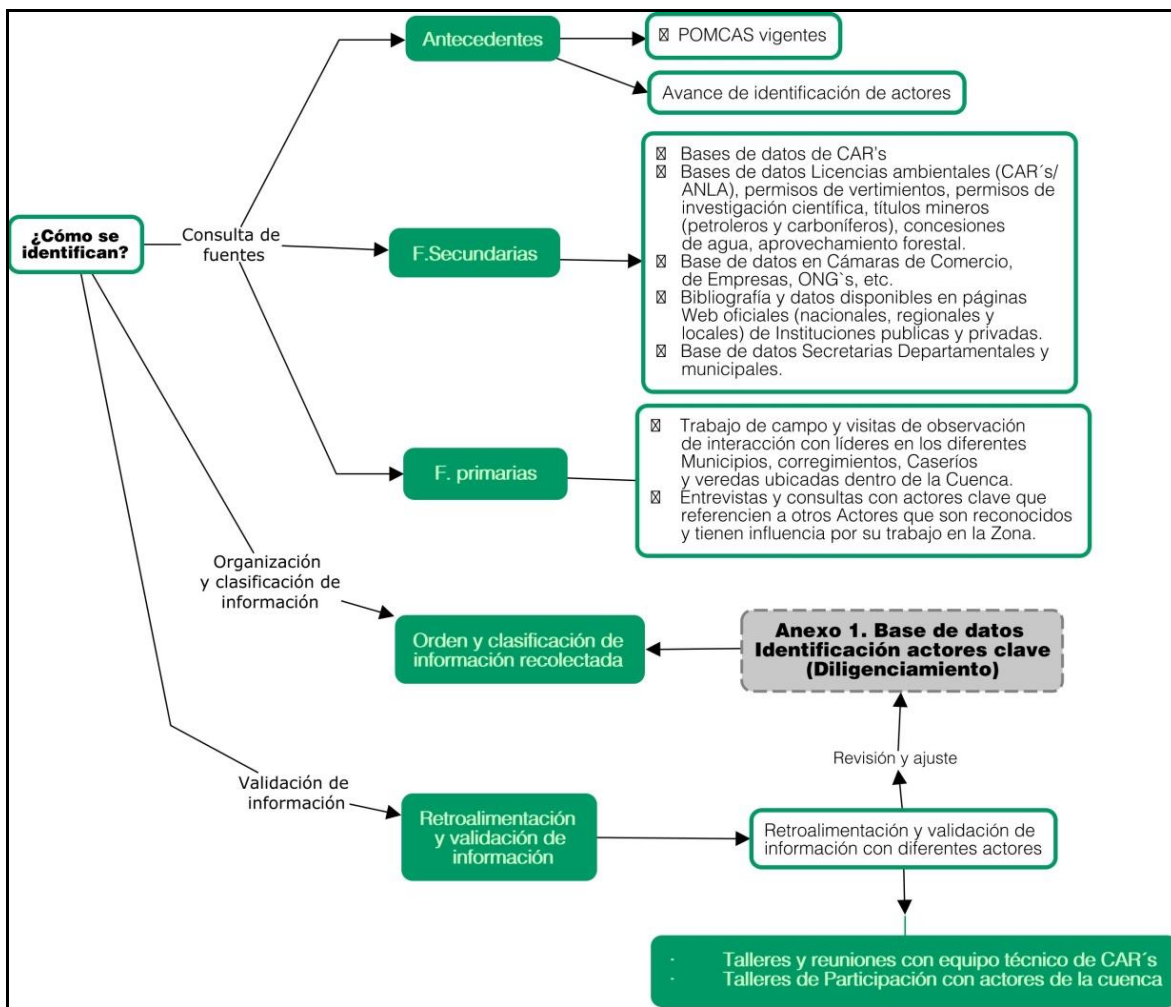 Antecedentes
POMCAS vigentes
Avance de identificación de actores
¿Cómo se
identifican?
Consulta de
fuentes
F.Secundarias
Bases de datos de CAR's
Bases de datos Licencias ambientales (CAR´s/
ANLA), permisos de vertimientos, permisos de
investigación científica, títulos mineros
(petroleros y carboníferos), concesiones
de agua, aprovechamiento forestal.
Base de datos en Cámaras de Comercio,
de Empresas, ONG`s, etc.
Bibliografía y datos disponibles en páginas
Web oficiales (nacionales, regionales y
locales) de Instituciones publicas y privadas.
Base de datos Secretarias Departamentales y
municipales.
F. primarias
Trabajo de campo y visitas de observación
de interacción con líderes en los diferentes
Municipios, corregimientos, Caseríos
y veredas ubicadas dentro de la Cuenca.
Entrevistas y consultas con actores clave que
referencien a otros Actores que son reconocidos
y tienen influencia por su trabajo en la Zona.
Organización
y clasificación de
información
Orden y clasificación de
información recolectada
Anexo 1. Base de datos
Identificación actores clave
(Diligenciamiento)
Revisión y ajuste
Validación de
información
Retroalimentación
y validación de
información
Retroalimentación y validación de
información con diferentes actores
- Talleres y reuniones con equipo técnico de CAR´s
- Talleres de Participación con actores de la cuenca